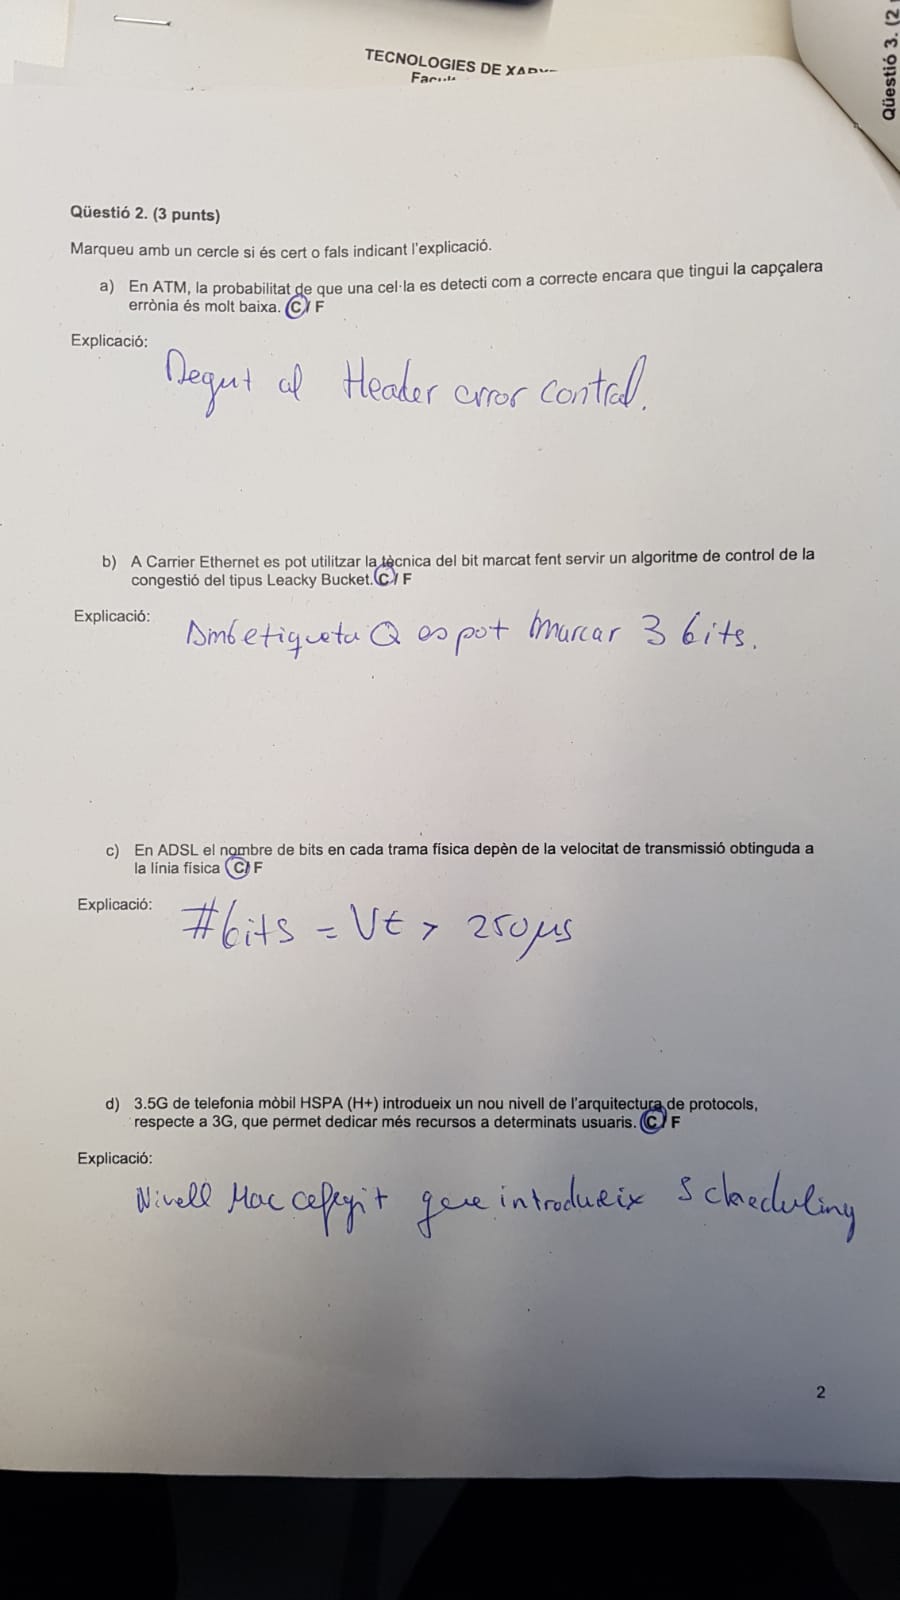 TECNOLOGIES DE
Qüestió 3. (2
Qüestió 2. (3 punts)
Marqueu amb un cercle si és cert o fals indicant l'explicació.
a) En ATM, la probabilitat de que una cel·la es detecti com a correcte encara que tingui la capçalera
errònia és molt baixa. C / F
Explicació:
Degut al Header error control.
b) A Carrier Ethernet es pot utilitzar la tècnica del bit marcat fent servir un algoritme de control de la
congestió del tipus Leacky Bucket. C / F
Explicació:
Amb etiqueta Q es pot marcar 3 bits.
c) En ADSL el nombre de bits en cada trama física depèn de la velocitat de transmissió obtinguda a
la línia física C / F
Explicació:
#bits = Vt > 250 µs
d) 3.5G de telefonia mòbil HSPA (H+) introdueix un nou nivell de l'arquitectura de protocols,
respecte a 3G, que permet dedicar més recursos a determinats usuaris. C / F
Explicació:
Nivell Mac afegit que introdueix Scheduling
2